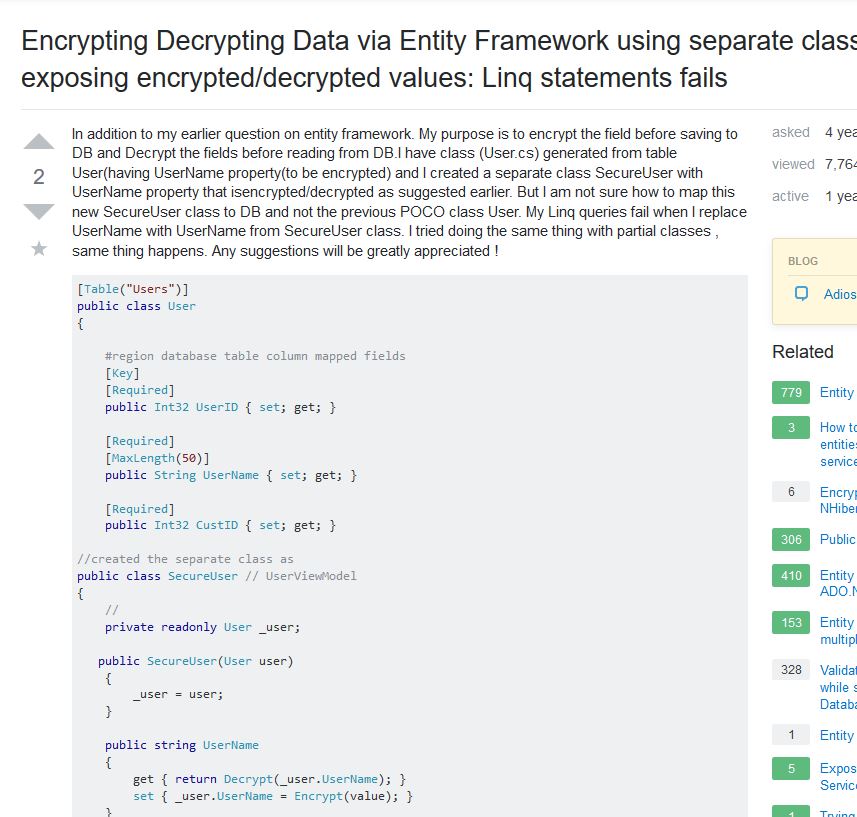 Encrypting Decrypting Data via Entity Framework using separate class
exposing encrypted/decrypted values: Linq statements fails
2
In addition to my earlier question on entity framework. My purpose is to encrypt the field before saving to
DB and Decrypt the fields before reading from DB.I have class (User.cs) generated from table
User(having UserName property(to be encrypted) and I created a separate class SecureUser with
UserName property that isencrypted/decrypted as suggested earlier. But I am not sure how to map this
new SecureUser class to DB and not the previous POCO class User. My Linq queries fail when I replace
UserName with UserName from SecureUser class. I tried doing the same thing with partial classes ,
same thing happens. Any suggestions will be greatly appreciated !
[Table("Users")]
public class User
{
#region database table column mapped fields
[Key]
[Required]
public Int32 UserID { set; get; }
[Required]
[MaxLength(50)]
public String UserName { set; get; }
[Required]
public Int32 CustID { set; get; }
//created the separate class as
public class SecureUser // UserViewModel
{
//
private readonly User _user;
public SecureUser(User user)
{
_user = user;
}
public string UserName
{
get { return Decrypt(_user.UserName); }
set { _user.UserName = Encrypt(value); }
}
asked 4 yea
viewed 7,764
active 1 yea
BLOG
Adios
Related
779 Entity
3 How to
entities
service
6 Encryp
NHiber
306 Public
410 Entity
ADO.N
153 Entity
multipl
328 Validat
while s
Databa
1 Entity
5 Expos
Service
1 Trying